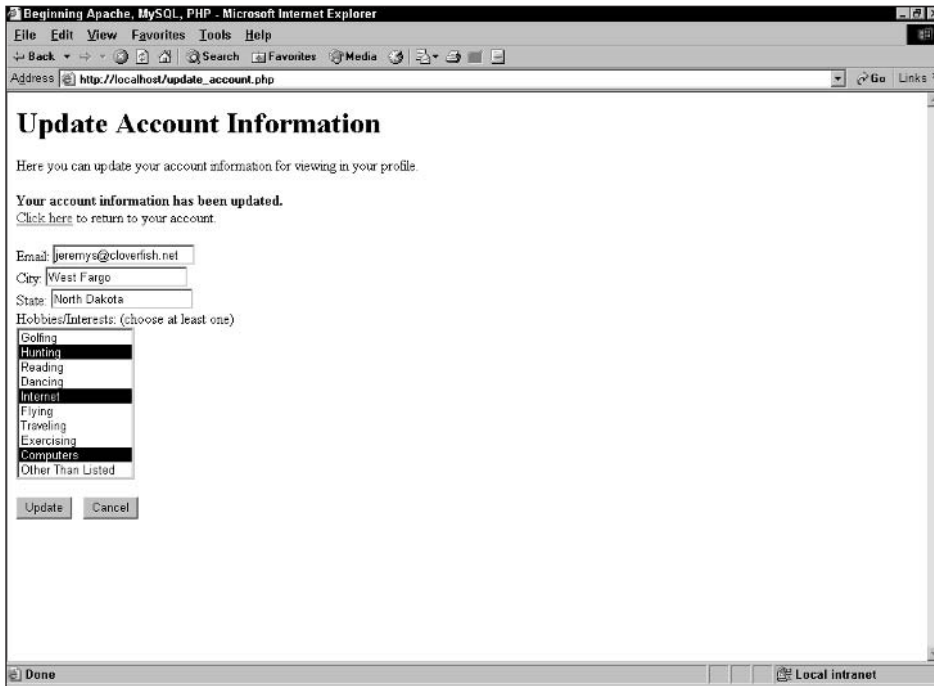 Beginning Apache, MySQL, PHP - Microsoft Internet Explorer
File Edit View Favorites Tools Help
Back Search Favorites Media
Address http://localhost/update_account.php Go Links
Update Account Information
Here you can update your account information for viewing in your profile.
Your account information has been updated.
Click here to return to your account.
Email: jeremys@cloverfish.net
City: West Fargo
State: North Dakota
Hobbies/Interests: (choose at least one)
Golfing
Hunting
Reading
Dancing
Internet
Flying
Traveling
Exercising
Computers
Other Than Listed
Update Cancel
Done Local intranet